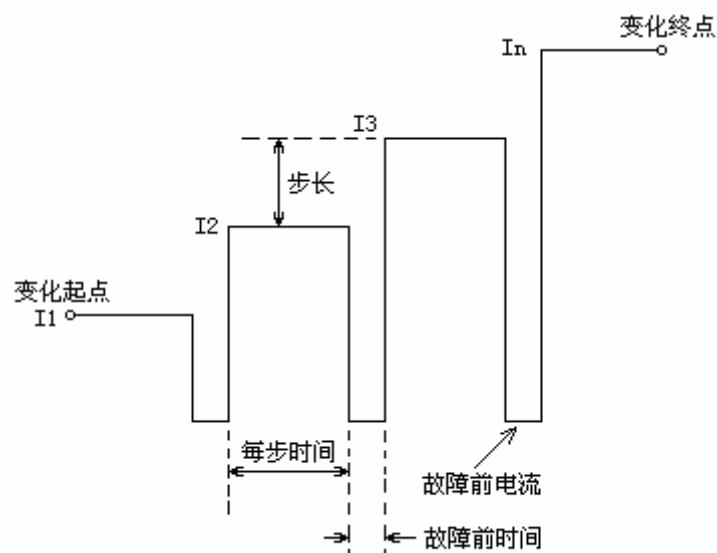 变化终点
In
I3
步长
I2
变化起点
I1
每步时间
故障前电流
故障前时间